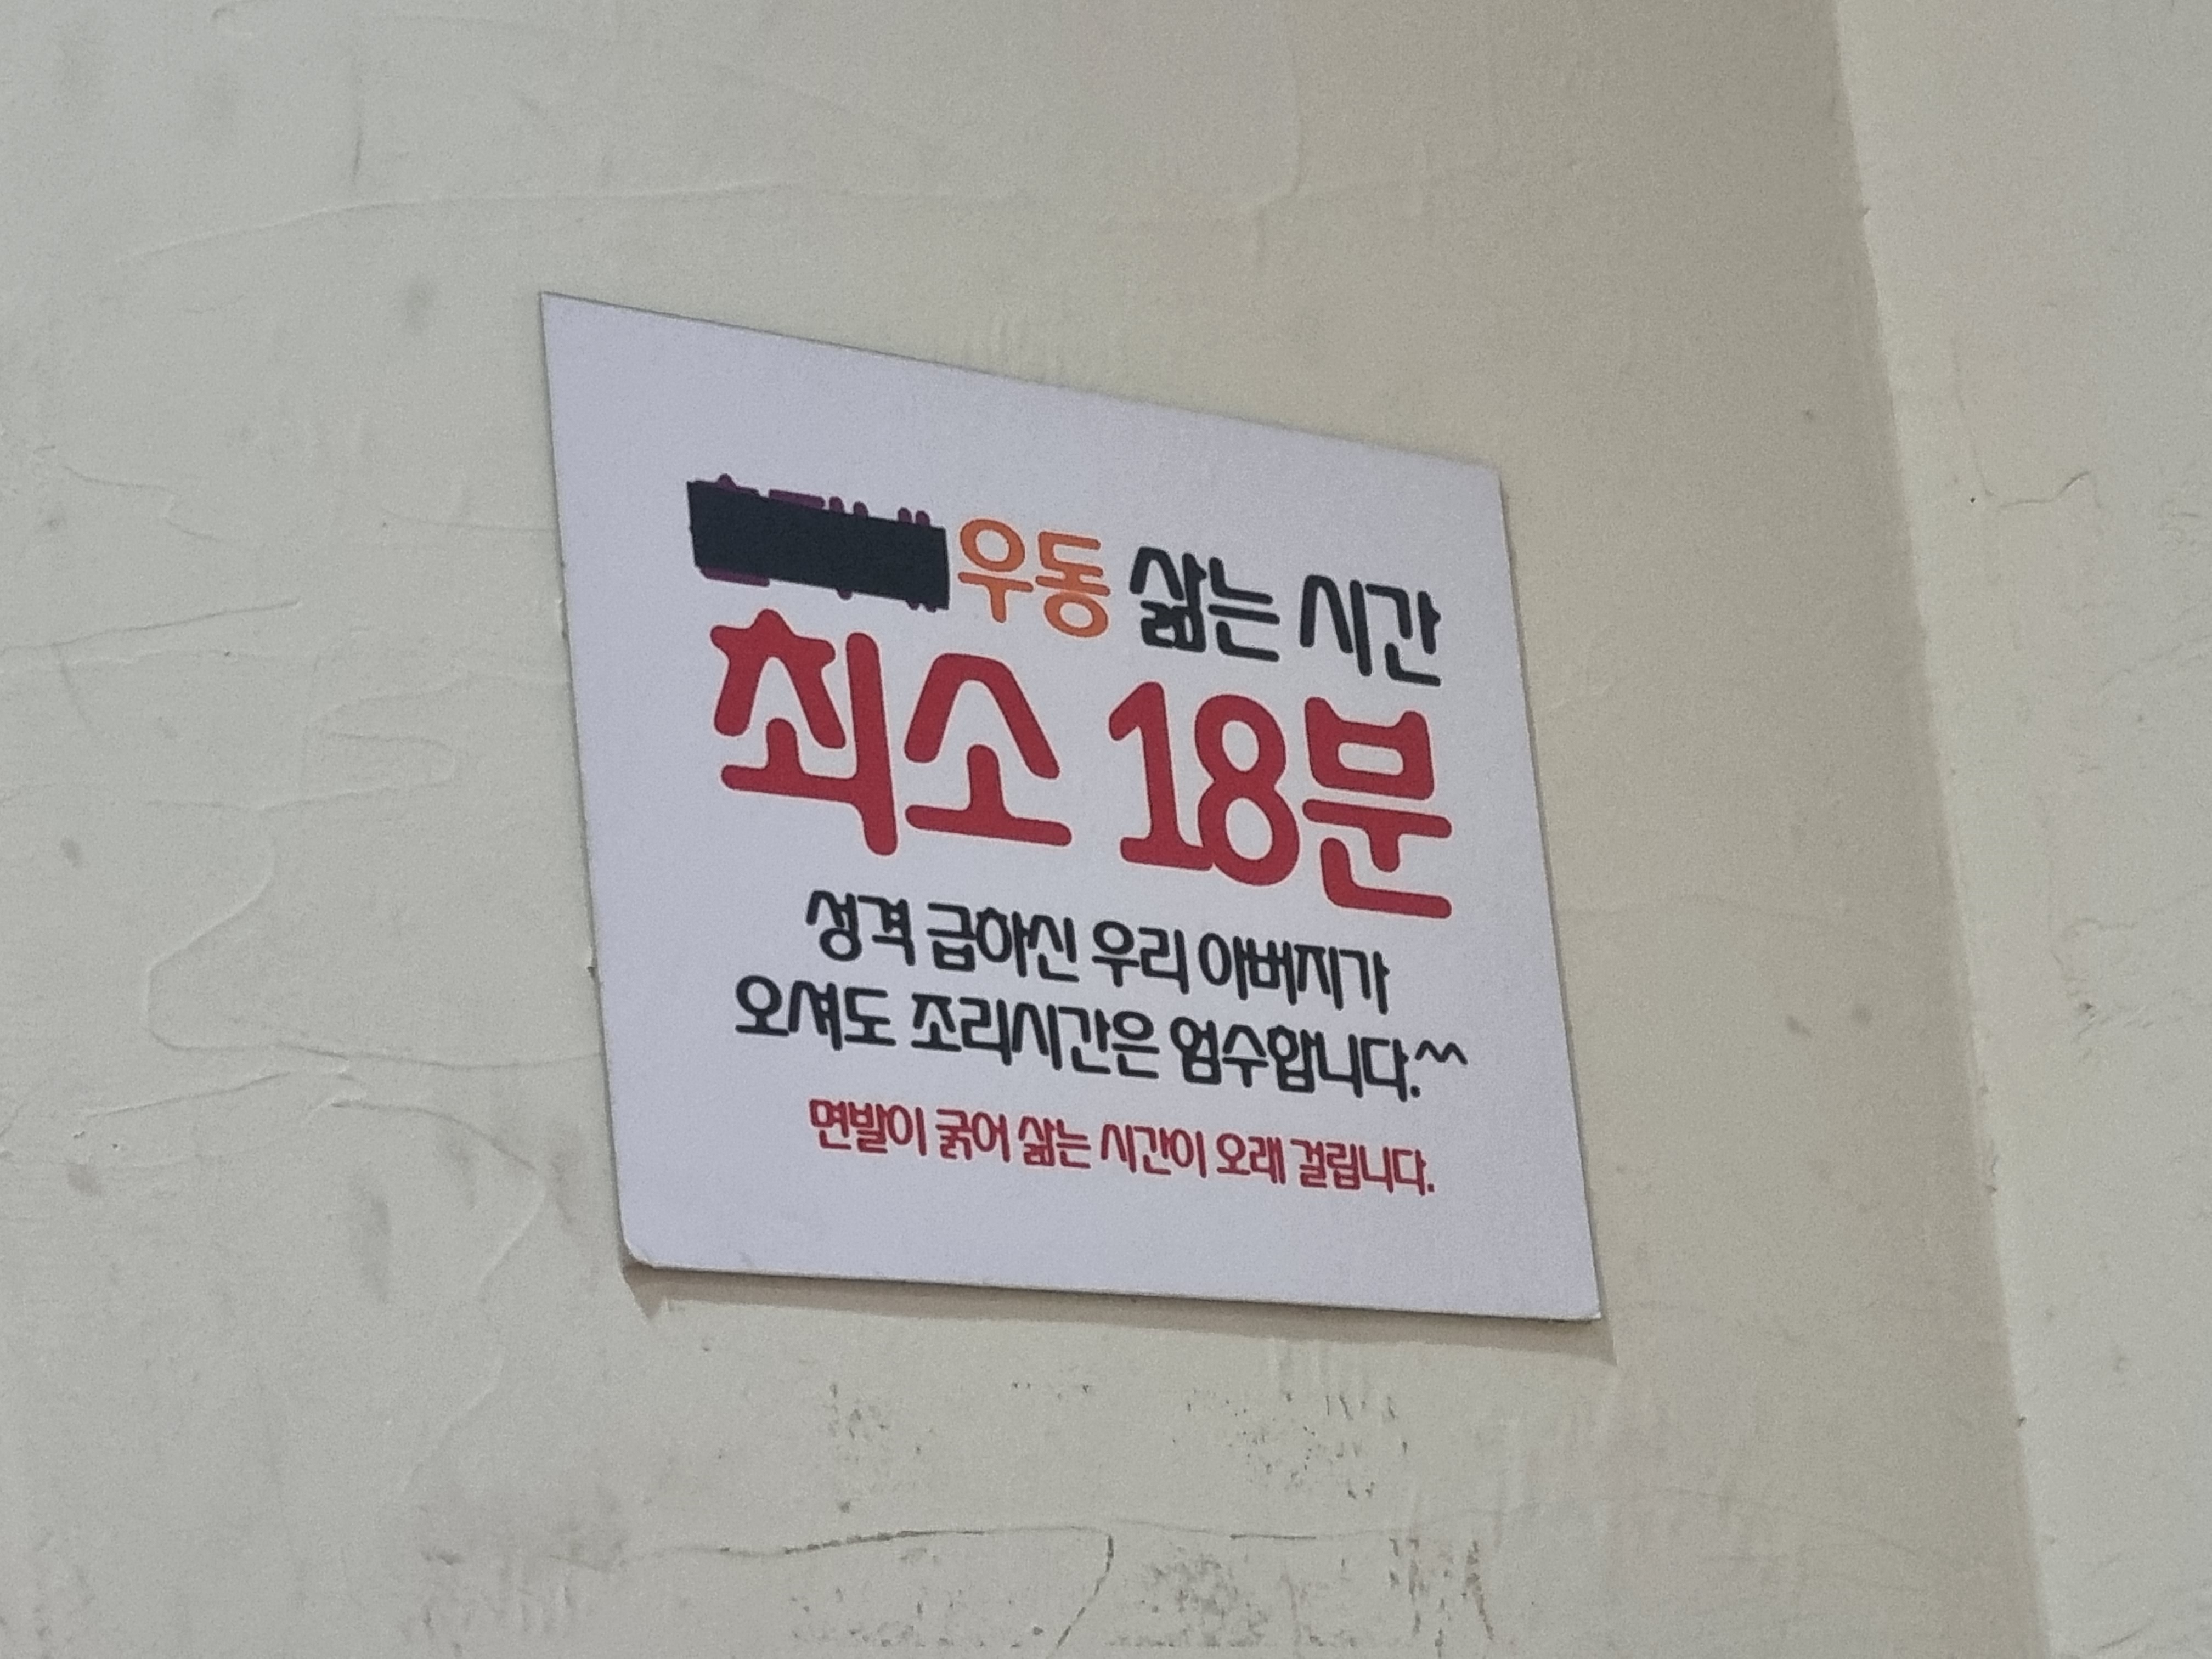 우동 삶는 시간
최소 18분
성격 급하신 우리 아버지가
오셔도 조리시간은 엄수합니다.^^
면발이 굵어 삶는 시간이 오래 걸립니다.